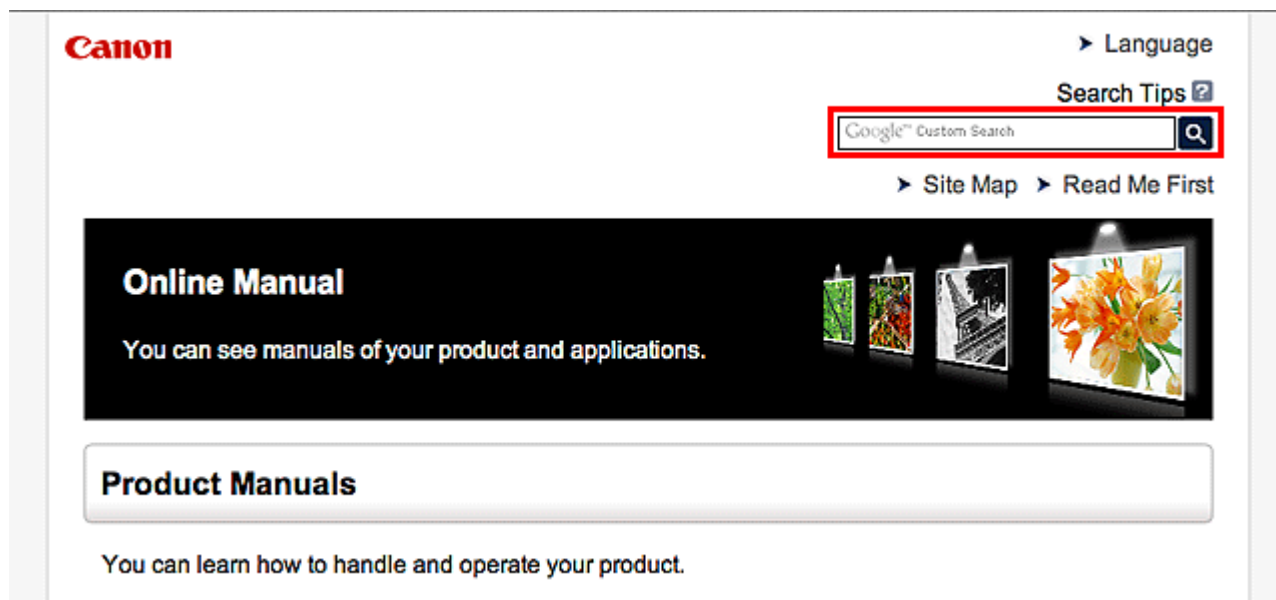 Canon
Language
Search Tips ?
Google™ Custom Search
Site Map Read Me First
Online Manual
You can see manuals of your product and applications.
Product Manuals
You can learn how to handle and operate your product.